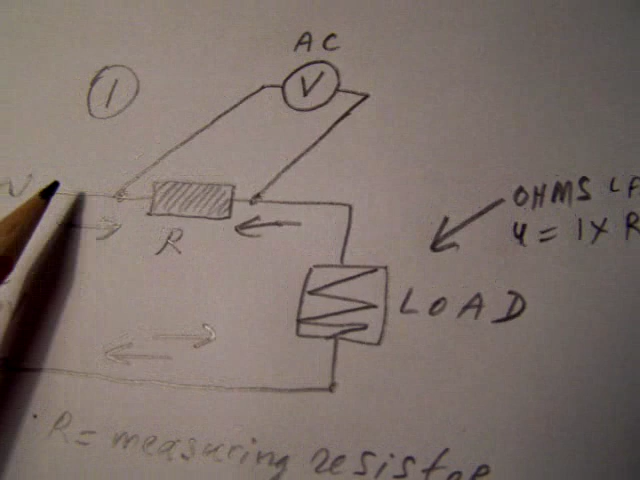 AC
V
1
R
OHMS
U = I X R
LOAD
R = measuring resistor